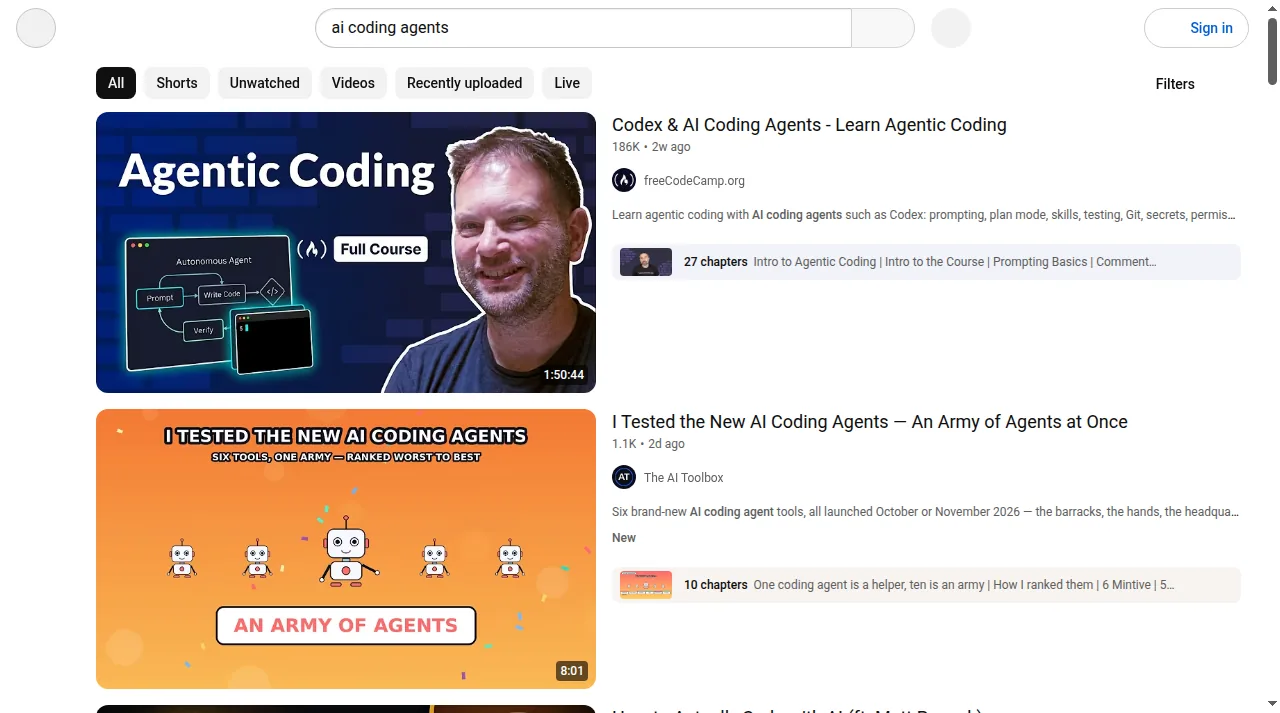 ai coding agents
Sign in
All
Shorts
Unwatched
Videos
Recently uploaded
Live
Filters
Agentic Coding
Full Course
Autonomous Agent
Prompt
Write Code
</>
Verify
$
1:50:44
Codex & AI Coding Agents - Learn Agentic Coding
186K • 2w ago
freeCodeCamp.org
Learn agentic coding with AI coding agents such as Codex: prompting, plan mode, skills, testing, Git, secrets, permis...
27 chapters Intro to Agentic Coding | Intro to the Course | Prompting Basics | Comment...
I TESTED THE NEW AI CODING AGENTS
SIX TOOLS, ONE ARMY — RANKED WORST TO BEST
AN ARMY OF AGENTS
8:01
I Tested the New AI Coding Agents — An Army of Agents at Once
1.1K • 2d ago
AT
The AI Toolbox
Six brand-new AI coding agent tools, all launched October or November 2026 — the barracks, the hands, the headqua...
New
10 chapters One coding agent is a helper, ten is an army | How I ranked them | 6 Mintive | 5...